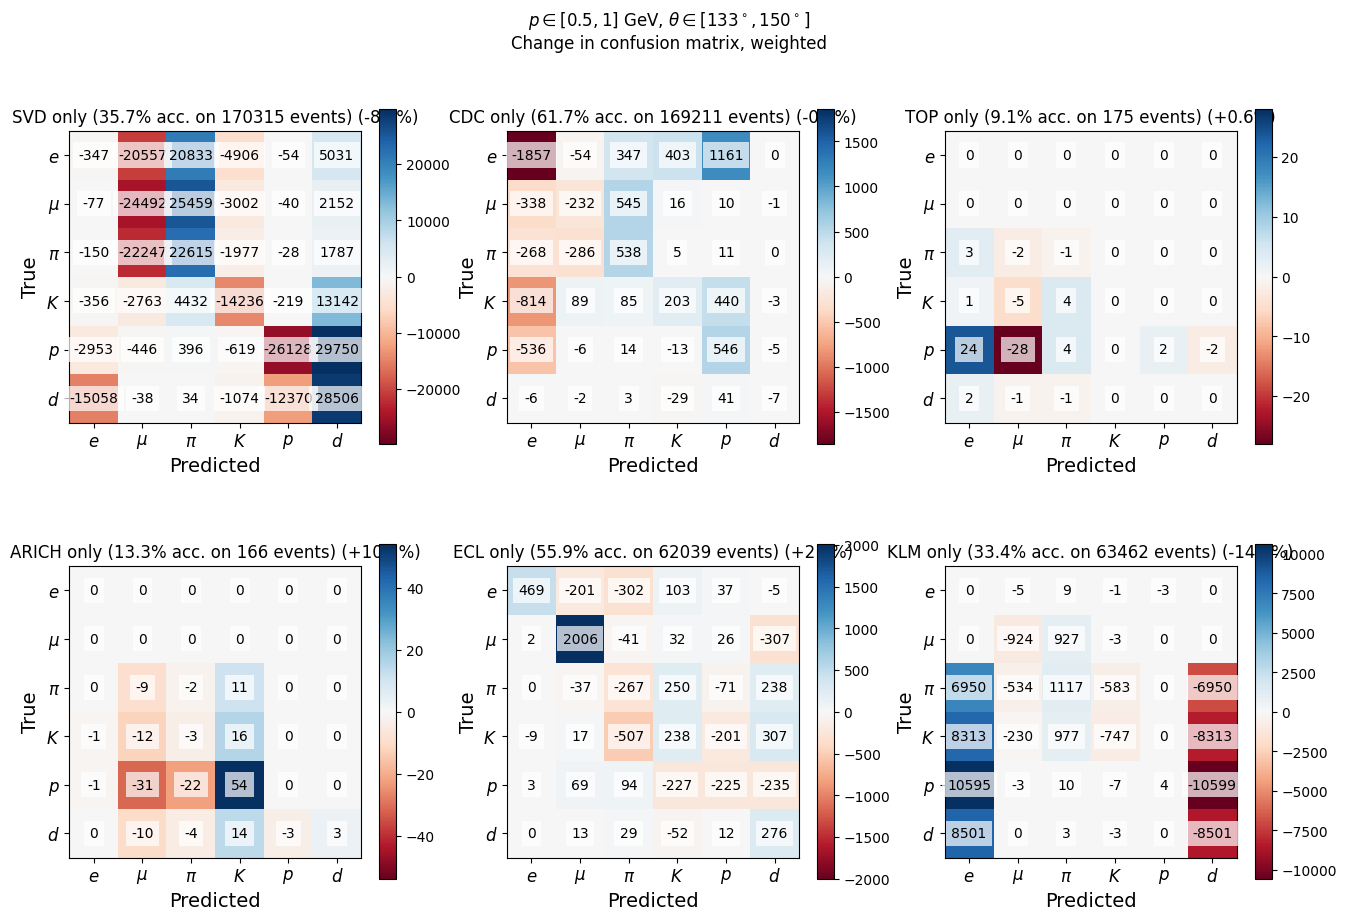 p ∈ [0.5, 1] GeV, θ ∈ [133°, 150°]
Change in confusion matrix, weighted
SVD only (35.7% acc. on 170315 events)
e -347 -20557 20833 -4906 -54 5031
μ -77 -24492 25459 -3002 -40 2152
π -150 -22247 22615 -1977 -28 1787
K -356 -2763 4432 -14236 -219 13142
p -2953 -446 396 -619 -26128 29750
d -15058 -38 34 -1074 -12370 28506
e μ π K p d
True
Predicted
20000
10000
0
−10000
−20000
CDC only (61.7% acc. on 169211 events)
e -1857 -54 347 403 1161 0
μ -338 -232 545 16 10 -1
π -268 -286 538 5 11 0
K -814 89 85 203 440 -3
p -536 -6 14 -13 546 -5
d -6 -2 3 -29 41 -7
e μ π K p d
True
Predicted
1500
1000
500
0
−500
−1000
−1500
TOP only (9.1% acc. on 175 events)
e 0 0 0 0 0 0
μ 0 0 0 0 0 0
π 3 -2 -1 0 0 0
K 1 -5 4 0 0 0
p 24 -28 4 0 2 -2
d 2 -1 -1 0 0 0
e μ π K p d
True
Predicted
20
10
0
−10
−20
ARICH only (13.3% acc. on 166 events)
e 0 0 0 0 0 0
μ 0 0 0 0 0 0
π 0 -9 -2 11 0 0
K -1 -12 -3 16 0 0
p -1 -31 -22 54 0 0
d 0 -10 -4 14 -3 3
e μ π K p d
True
Predicted
40
20
0
−20
−40
ECL only (55.9% acc. on 62039 events)
e 469 -201 -302 103 37 -5
μ 2 2006 -41 32 26 -307
π 0 -37 -267 250 -71 238
K -9 17 -507 238 -201 307
p 3 69 94 -227 -225 -235
d 0 13 29 -52 12 276
e μ π K p d
True
Predicted
2000
1500
1000
500
0
−500
−1000
−1500
−2000
KLM only (33.4% acc. on 63462 events)
e 0 -5 9 -1 -3 0
μ 0 -924 927 -3 0 0
π 6950 -534 1117 -583 0 -6950
K 8313 -230 977 -747 0 -8313
p 10595 -3 10 -7 4 -10599
d 8501 0 3 -3 0 -8501
e μ π K p d
True
Predicted
10000
7500
5000
2500
0
−2500
−5000
−7500
−10000